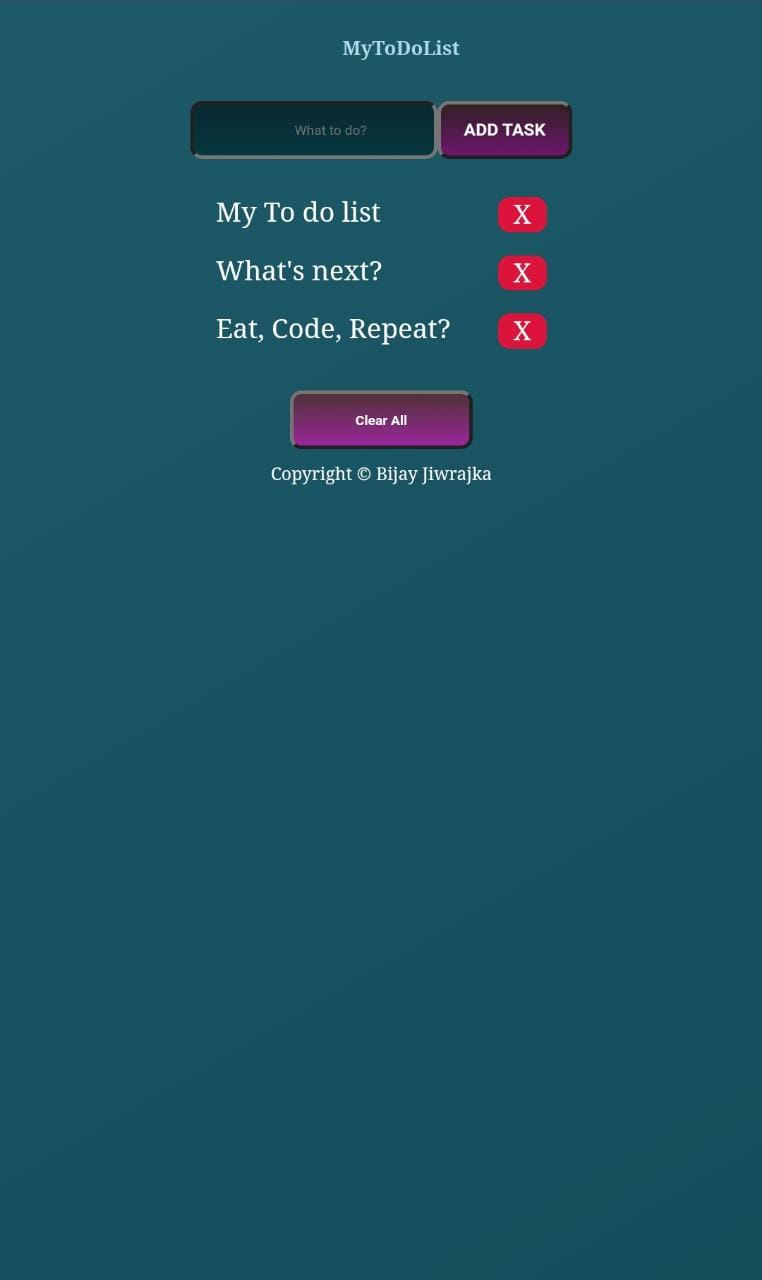 MyToDoList
What to do? ADD TASK
My To do list X
What's next? X
Eat, Code, Repeat? X
Clear All
Copyright © Bijay Jiwrajka